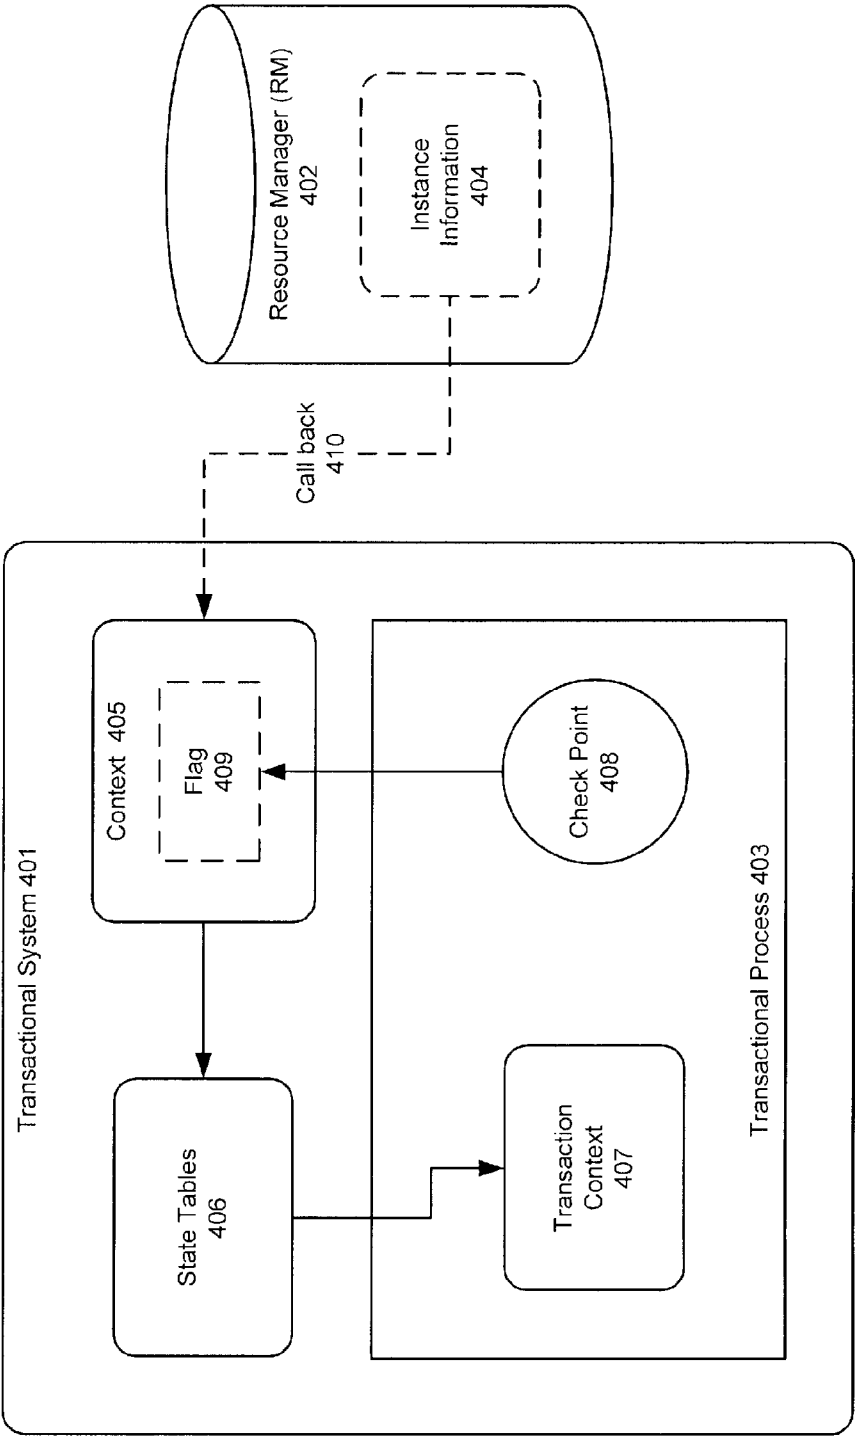 Transactional System 401
State Tables
406
Context 405
Flag
409
Call back
410
Resource Manager (RM)
402
Instance
Information
404
Transaction
Context
407
Check Point
408
Transactional Process 403